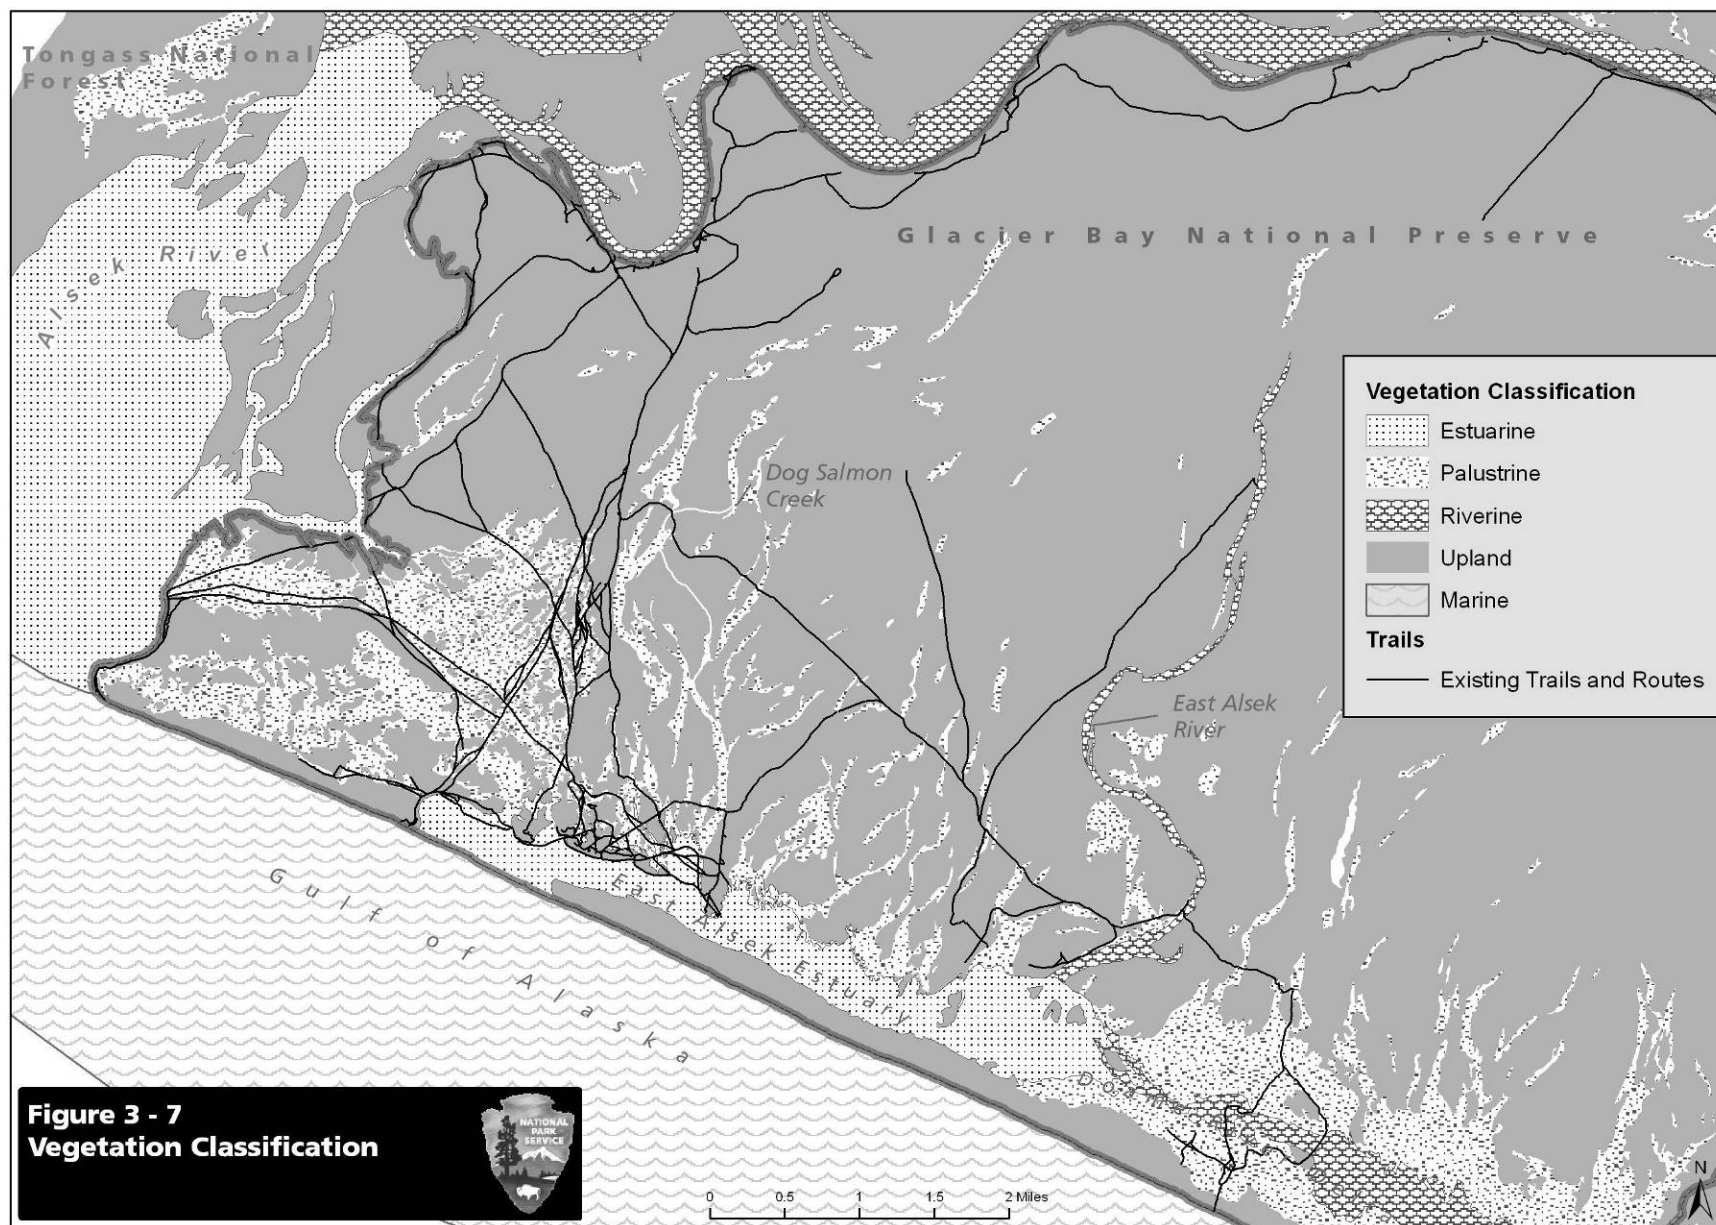 Tongass National
Forest
Alsek River
Glacier Bay National Preserve
Vegetation Classification
Estuarine
Palustrine
Riverine
Upland
Marine
Trails
Existing Trails and Routes
Dog Salmon
Creek
East Alsek
River
East Alsek Estuary
Gulf of Alaska
Figure 3 - 7
Vegetation Classification
NATIONAL
PARK
SERVICE
0 0.5 1 1.5 2 Miles
N